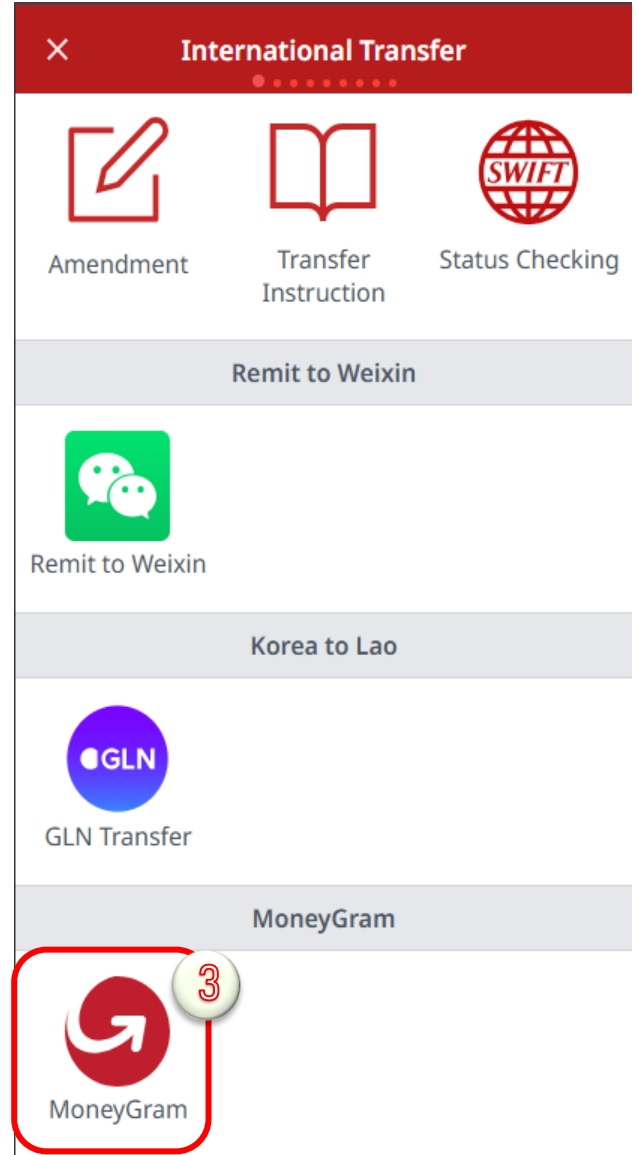 International Transfer
SWIFT
Amendment
Transfer
Instruction
Status Checking
Remit to Weixin
Remit to Weixin
Korea to Lao
GLN
GLN Transfer
MoneyGram
3
MoneyGram